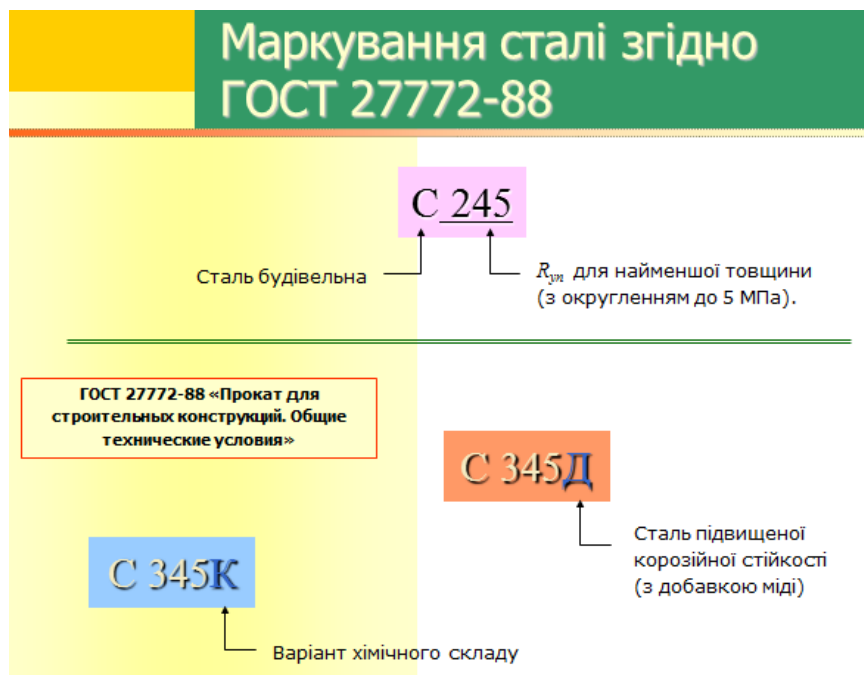 Маркування сталі згідно
ГОСТ 27772-88
С 245
Сталь будівельна
Ryn для найменшої товщини
(з округленням до 5 МПа).
ГОСТ 27772-88 «Прокат для
строительных конструкций. Общие
технические условия»
С 345Д
Сталь підвищеної
корозійної стійкості
(з добавкою міді)
С 345К
Варіант хімічного складу